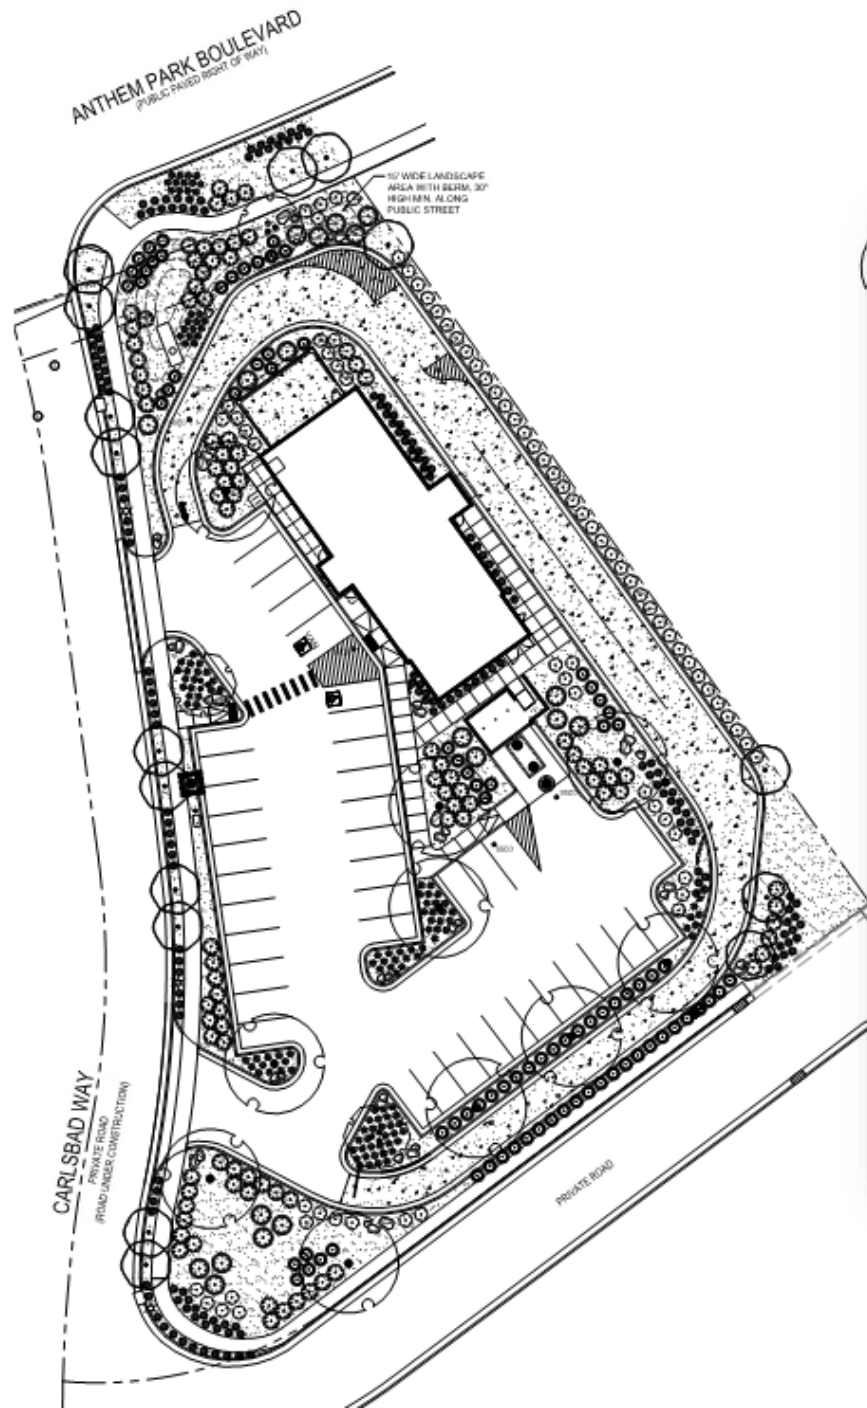 ANTHEM PARK BOULEVARD
(PUBLIC PAVED RIGHT OF WAY)
15' WIDE LANDSCAPE
AREA WITH BERM, 30"
HIGH MIN. ALONG
PUBLIC STREET
CARLSBAD WAY
PRIVATE ROAD
(ROAD UNDER CONSTRUCTION)
PRIVATE ROAD